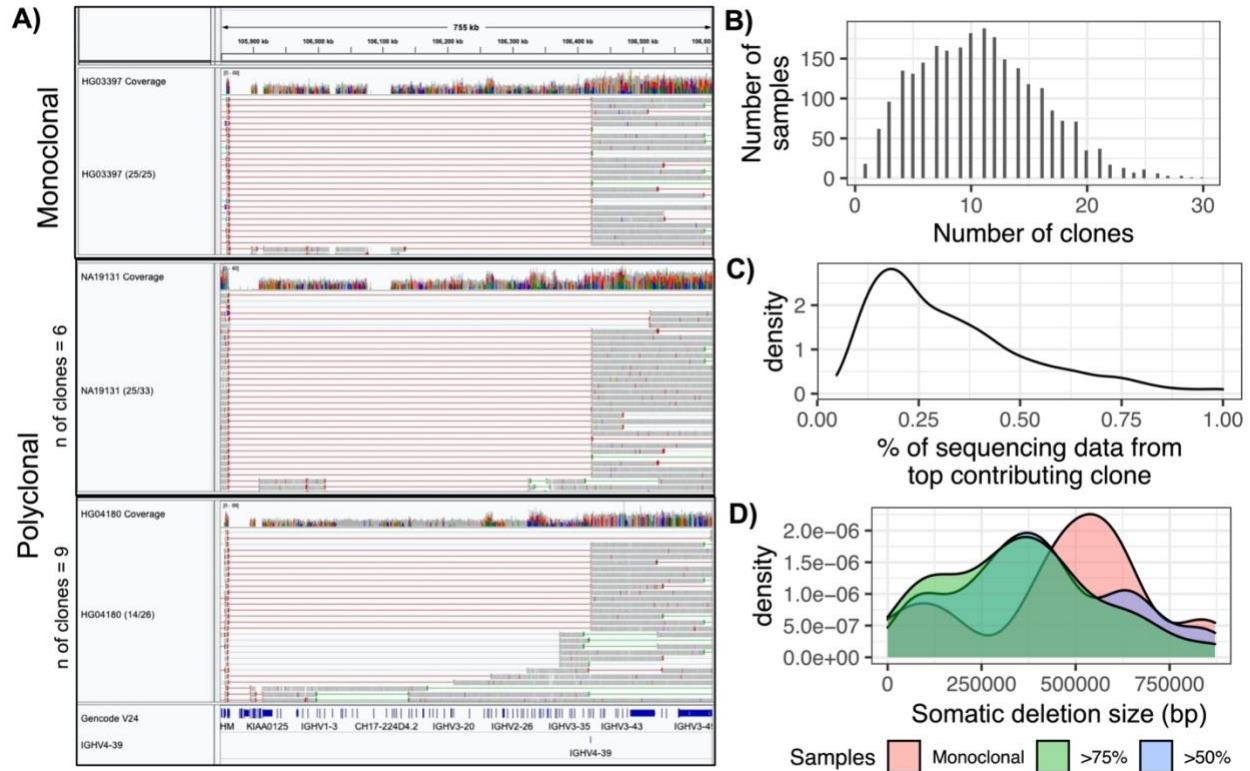 A)
755 kb
105,900 kb
106,100 kb
106,200 kb
106,300 kb
106,400 kb
106,500 kb
Monoclonal
HG03397 Coverage
HG03397 (25/25)
Polyclonal
n of clones = 6
NA19131 Coverage
NA19131 (25/33)
n of clones = 9
HG04180 Coverage
HG04180 (14/26)
Gencode V24
HM KIAA0125 IGHV1-3 CH17-224D4.2 IGHV3-20 IGHV2-26 IGHV3-35 IGHV3-43
IGHV4-39
IGHV4-39
B)
Number of
samples
150
100
50
0
0 10 20 30
Number of clones
C)
density
2
1
0
0.00 0.25 0.50 0.75 1.00
% of sequencing data from
top contributing clone
D)
density
2.0e-06
1.5e-06
1.0e-06
5.0e-07
0.0e+00
0 250000 500000 750000
Somatic deletion size (bp)
Samples Monoclonal >75% >50%